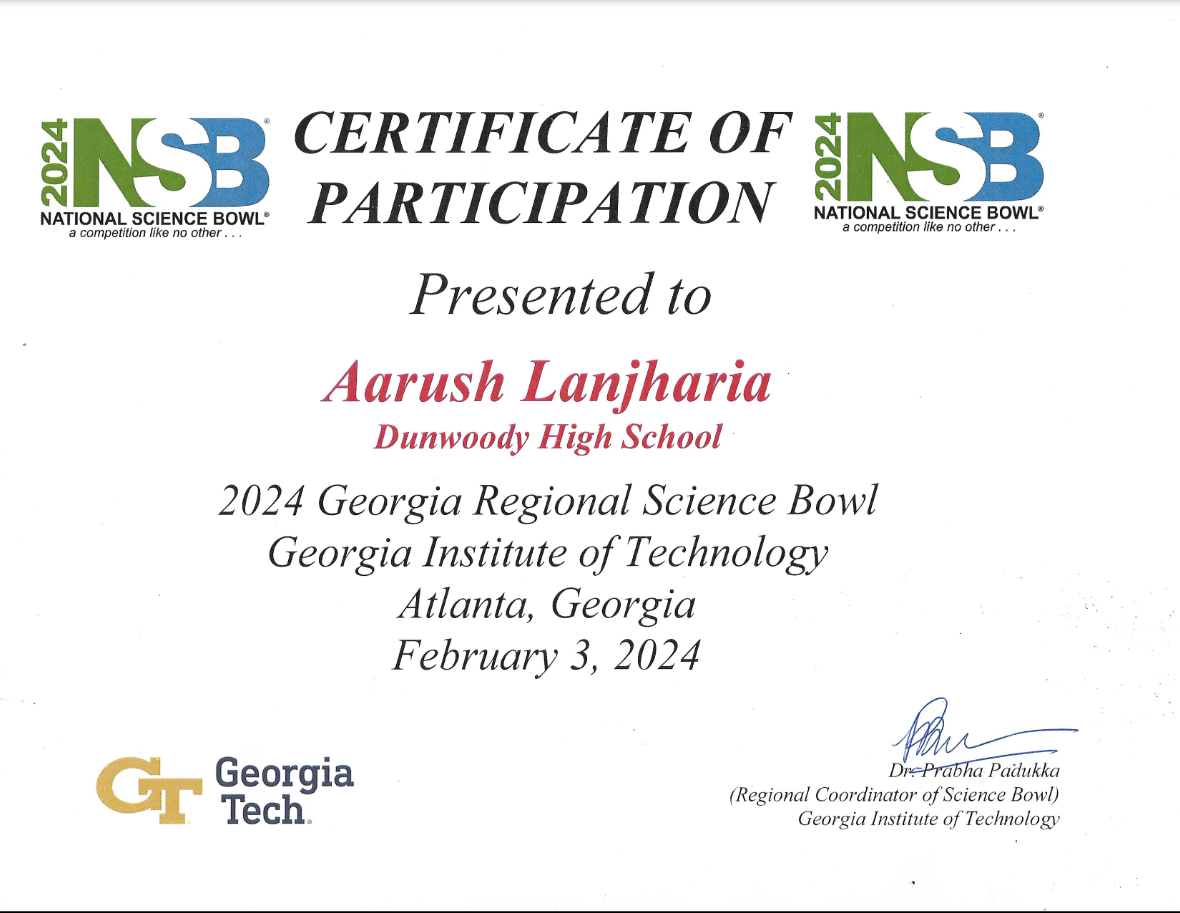 2024 NSB®
NATIONAL SCIENCE BOWL®
a competition like no other . . .
CERTIFICATE OF
PARTICIPATION
2024 NSB®
NATIONAL SCIENCE BOWL®
a competition like no other . . .
Presented to
Aarush Lanjharia
Dunwoody High School
2024 Georgia Regional Science Bowl
Georgia Institute of Technology
Atlanta, Georgia
February 3, 2024
GT Georgia
Tech.
Dr. Prabha Padukka
(Regional Coordinator of Science Bowl)
Georgia Institute of Technology